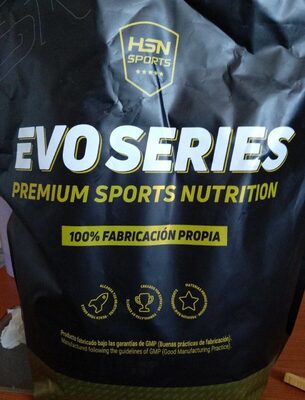 HSN
SPORTS
EVO SERIES
PREMIUM SPORTS NUTRITION
100% FABRICACIÓN PROPIA
Producto fabricado bajo las garantías de GMP (Buenas prácticas de fabricación).
Manufactured following the guidelines of GMP (Good Manufacturing Practice).